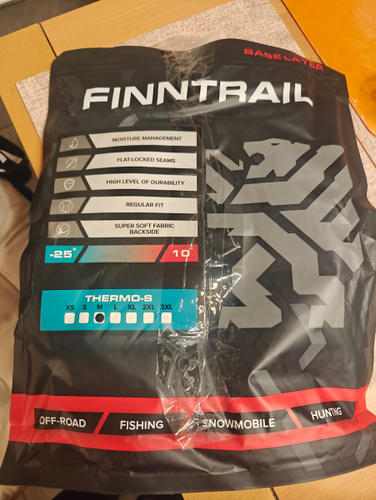 BASE LAYER
FINNTRAIL
MOISTURE MANAGEMENT
FLAT-LOCKED SEAMS
HIGH LEVEL OF DURABILITY
REGULAR FIT
SUPER SOFT FABRIC
BACKSIDE
-25° 10°
THERMO-S
XS S M L XL 2XL 3XL
OFF-ROAD FISHING SNOWMOBILE HUNTING